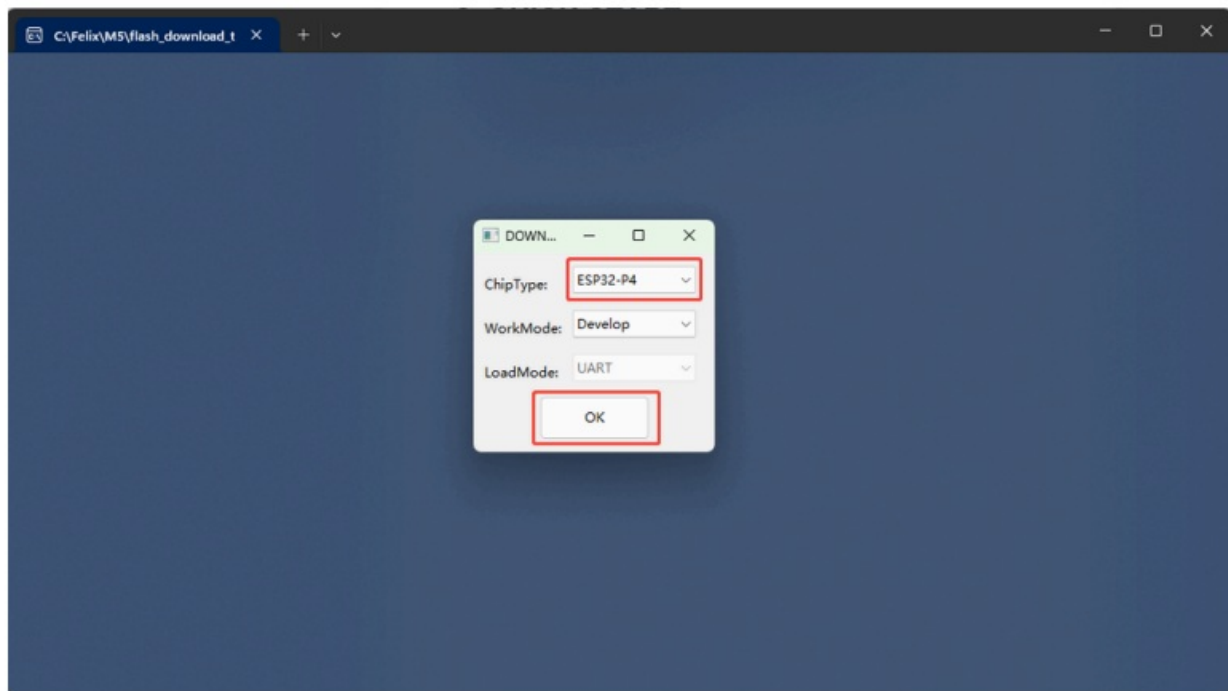 C:\Felix\M5\flash_download_t
DOWN...
ChipType: ESP32-P4
WorkMode: Develop
LoadMode: UART
OK